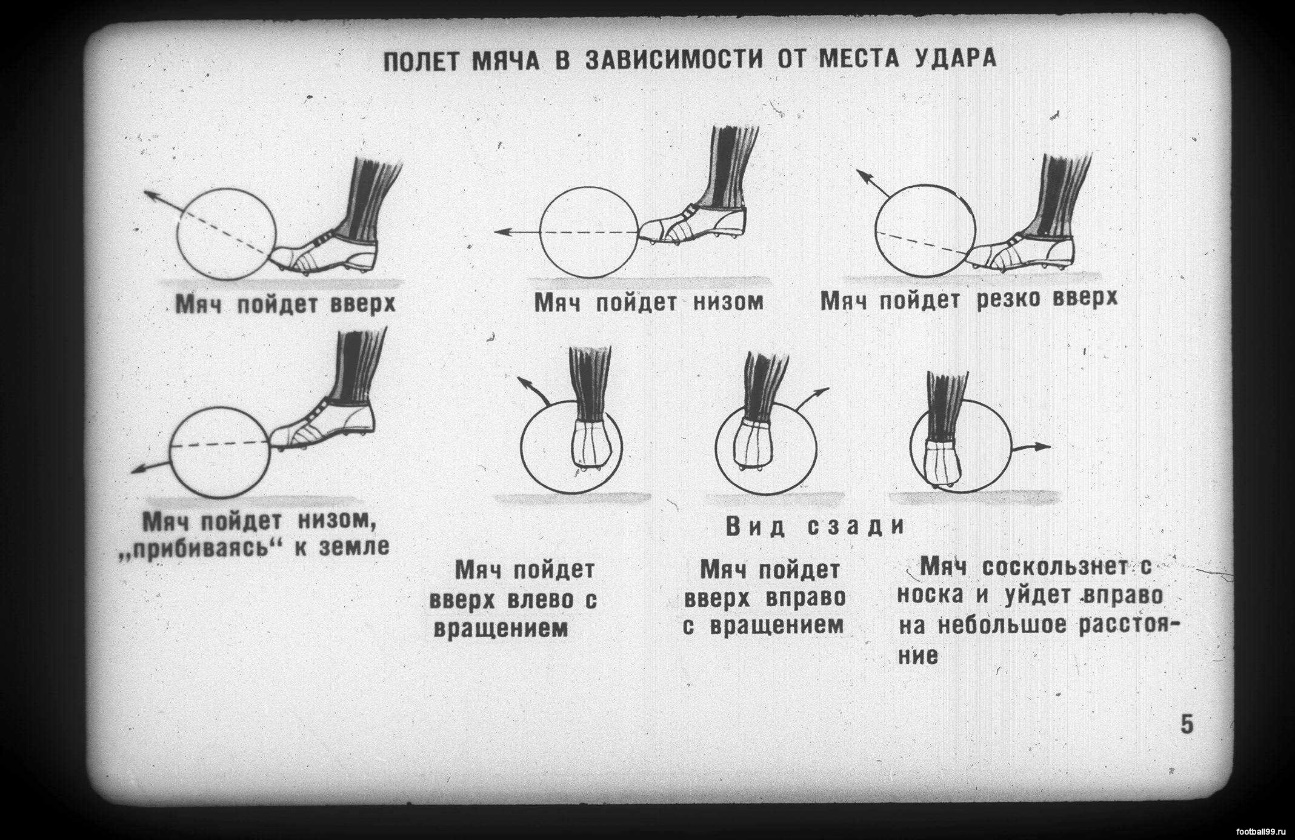 ПОЛЕТ МЯЧА В ЗАВИСИМОСТИ ОТ МЕСТА УДАРА
Мяч пойдет вверх
Мяч пойдет низом
Мяч пойдет резко вверх
Мяч пойдет низом,
„прибиваясь“ к земле
Вид сзади
Мяч пойдет
вверх влево с
вращением
Мяч пойдет
вверх вправо
с вращением
Мяч соскользнет с
носка и уйдет вправо
на небольшое расстоя-
ние
5
football99.ru